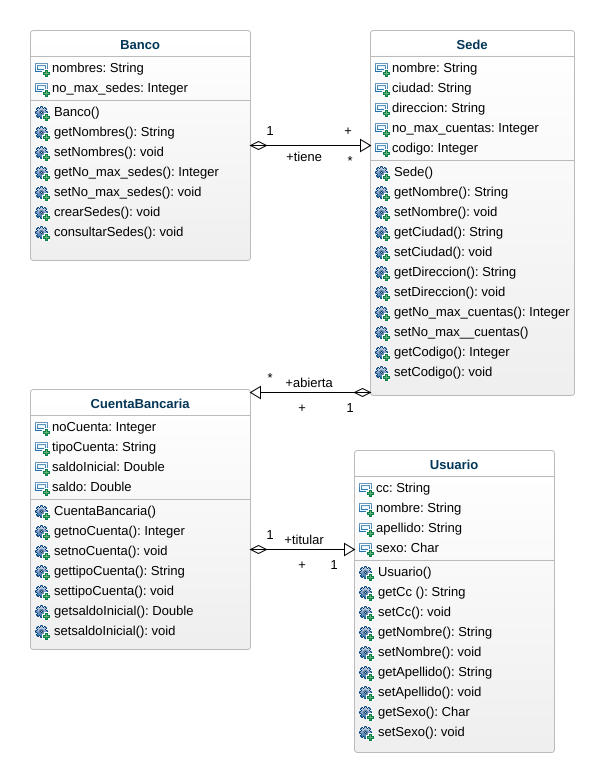 Banco
nombres: String
no_max_sedes: Integer
Banco()
getNombres(): String
setNombres(): void
getNo_max_sedes(): Integer
setNo_max_sedes(): void
crearSedes(): void
consultarSedes(): void
1
+
+tiene
*
Sede
nombre: String
ciudad: String
direccion: String
no_max_cuentas: Integer
codigo: Integer
Sede()
getNombre(): String
setNombre(): void
getCiudad(): String
setCiudad(): void
getDireccion(): String
setDireccion(): void
getNo_max_cuentas(): Integer
setNo_max__cuentas()
getCodigo(): Integer
setCodigo(): void
*
+abierta
+
1
CuentaBancaria
noCuenta: Integer
tipoCuenta: String
saldoInicial: Double
saldo: Double
CuentaBancaria()
getnoCuenta(): Integer
setnoCuenta(): void
gettipoCuenta(): String
settipoCuenta(): void
getsaldoInicial(): Double
setsaldoInicial(): void
1
+titular
+
1
Usuario
cc: String
nombre: String
apellido: String
sexo: Char
Usuario()
getCc (): String
setCc(): void
getNombre(): String
setNombre(): void
getApellido(): String
setApellido(): void
getSexo(): Char
setSexo(): void